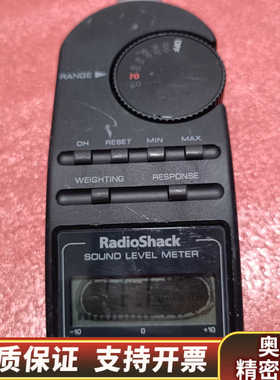 RANGE ▶
70
DH RESET MIN MAX
WEIGHTING RESPONSE
RadioShack
SOUND LEVEL METER
-10 0 +10
质保证 支持开票
奥
精密